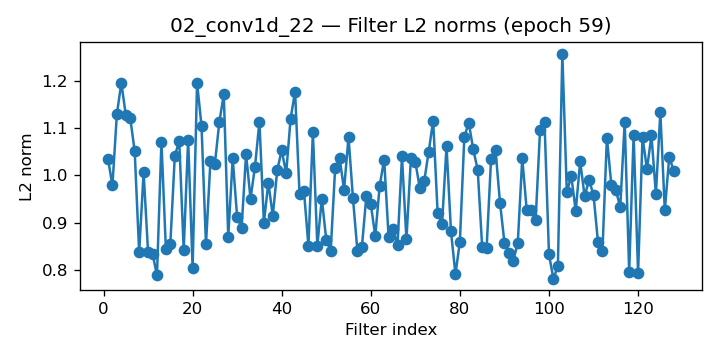 02_conv1d_22 — Filter L2 norms (epoch 59)
1.2
1.1
1.0
0.9
0.8
L2 norm
0 20 40 60 80 100 120
Filter index